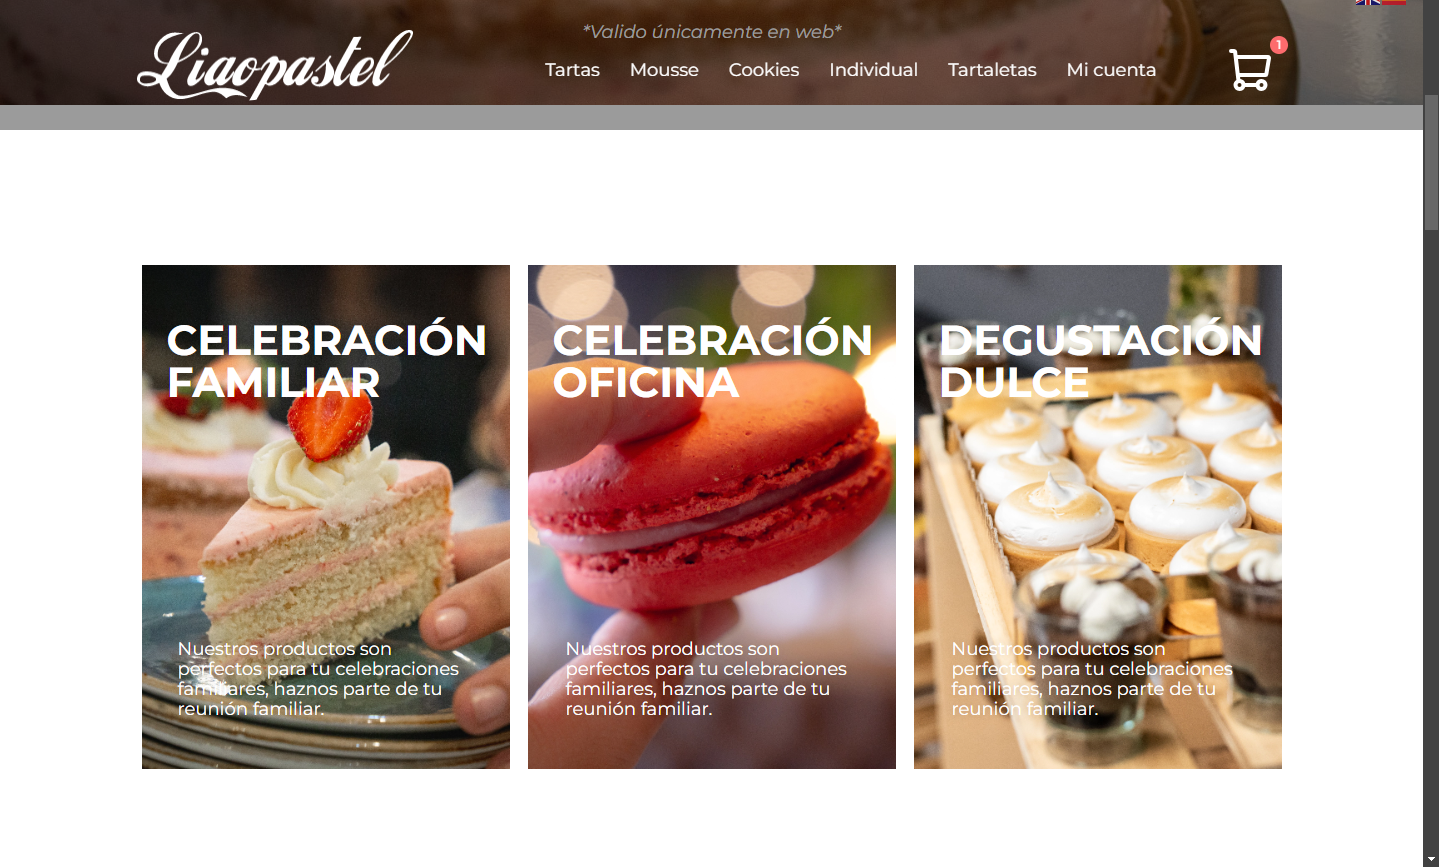 *Valido únicamente en web*
Liaopastel
Tartas Mousse Cookies Individual Tartaletas Mi cuenta
1
CELEBRACIÓN
FAMILIAR
Nuestros productos son
perfectos para tu celebraciones
familiares, haznos parte de tu
reunión familiar.
CELEBRACIÓN
OFICINA
Nuestros productos son
perfectos para tu celebraciones
familiares, haznos parte de tu
reunión familiar.
DEGUSTACIÓN
DULCE
Nuestros productos son
perfectos para tu celebraciones
familiares, haznos parte de tu
reunión familiar.